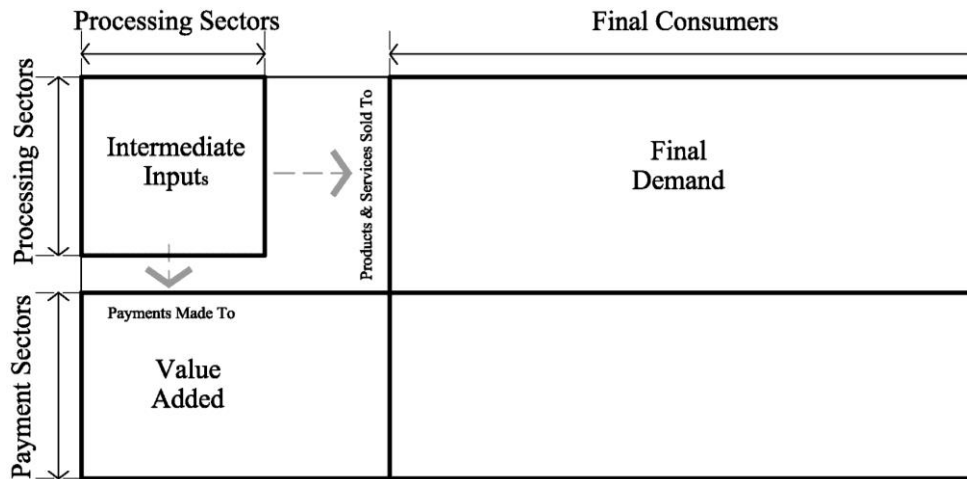 Processing Sectors
Final Consumers
Processing Sectors
Intermediate
Inputs
Products & Services Sold To
Final
Demand
Payment Sectors
Payments Made To
Value
Added